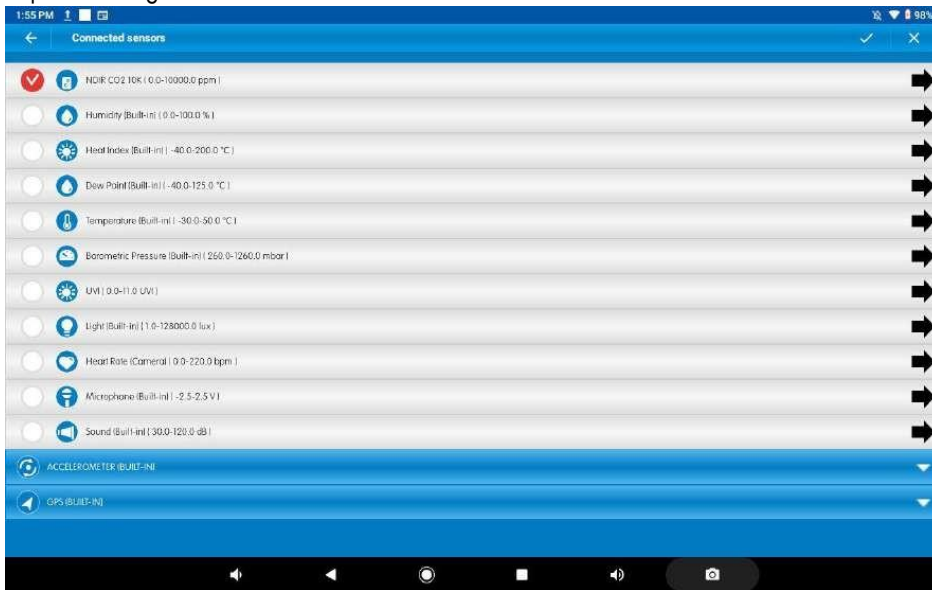 1:55 PM 98%
Connected sensors
NDIR CO2 10K ( 0.0-10000.0 ppm )
Humidity (Built-in) ( 0.0-100.0 % )
Heat Index (Built-in) ( -40.0-200.0 °C )
Dew Point (Built-in) ( -40.0-125.0 °C )
Temperature (Built-in) ( -30.0-50.0 °C )
Barometric Pressure (Built-in) ( 260.0-1260.0 mbar )
UVI ( 0.0-11.0 UVI )
Light (Built-in) ( 1.0-128000.0 lux )
Heart Rate (Camera) ( 0.0-220.0 bpm )
Microphone (Built-in) ( -2.5-2.5 V )
Sound (Built-in) ( 30.0-120.0 dB )
ACCELEROMETER (BUILT-IN)
GPS (BUILT-IN)